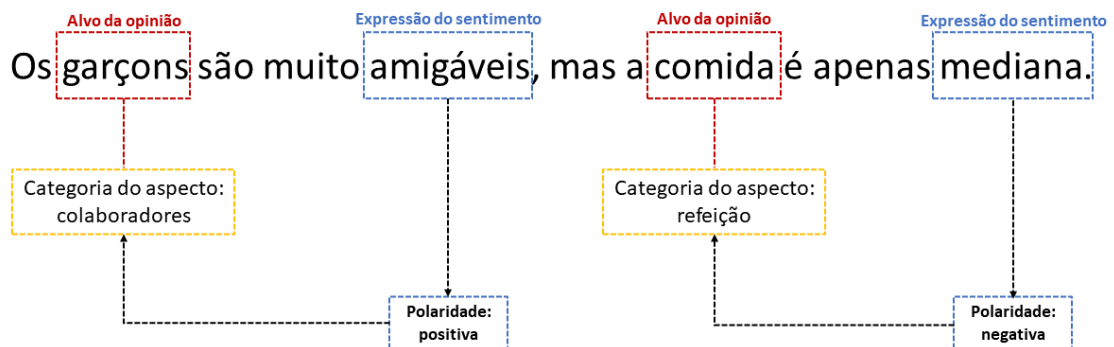 Alvo da opinião
Expressão do sentimento
Alvo da opinião
Expressão do sentimento
Os garçons são muito amigáveis, mas a comida é apenas mediana.
Categoria do aspecto:
colaboradores
Categoria do aspecto:
refeição
Polaridade:
positiva
Polaridade:
negativa